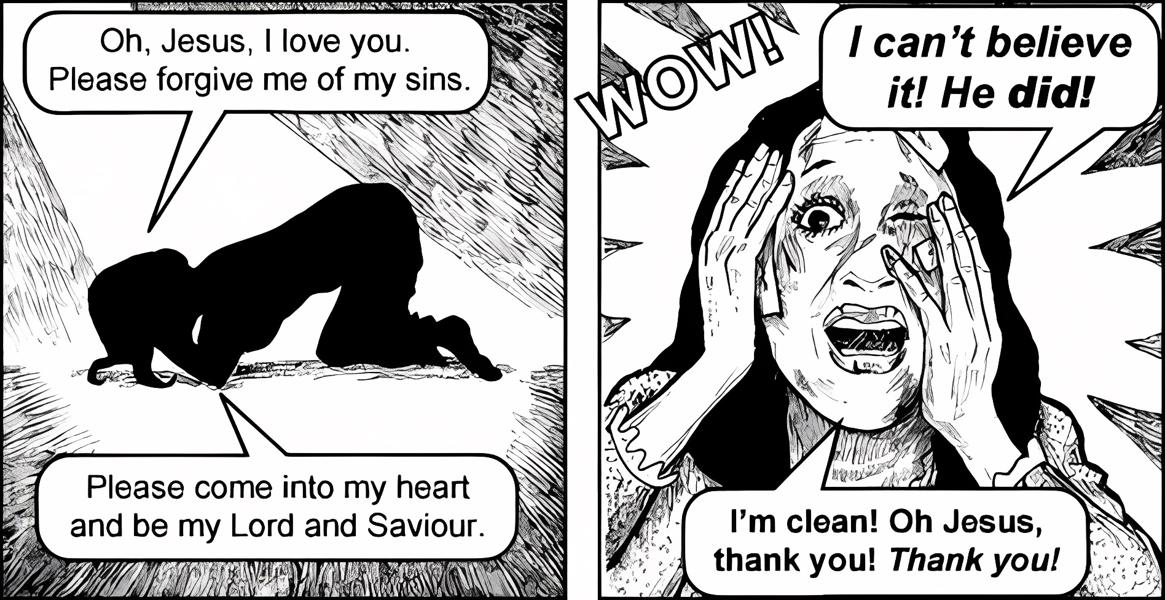 Oh, Jesus, I love you.
Please forgive me of my sins.
Please come into my heart
and be my Lord and Saviour.
WOW!
I can't believe
it! He did!
I'm clean! Oh Jesus,
thank you! Thank you!